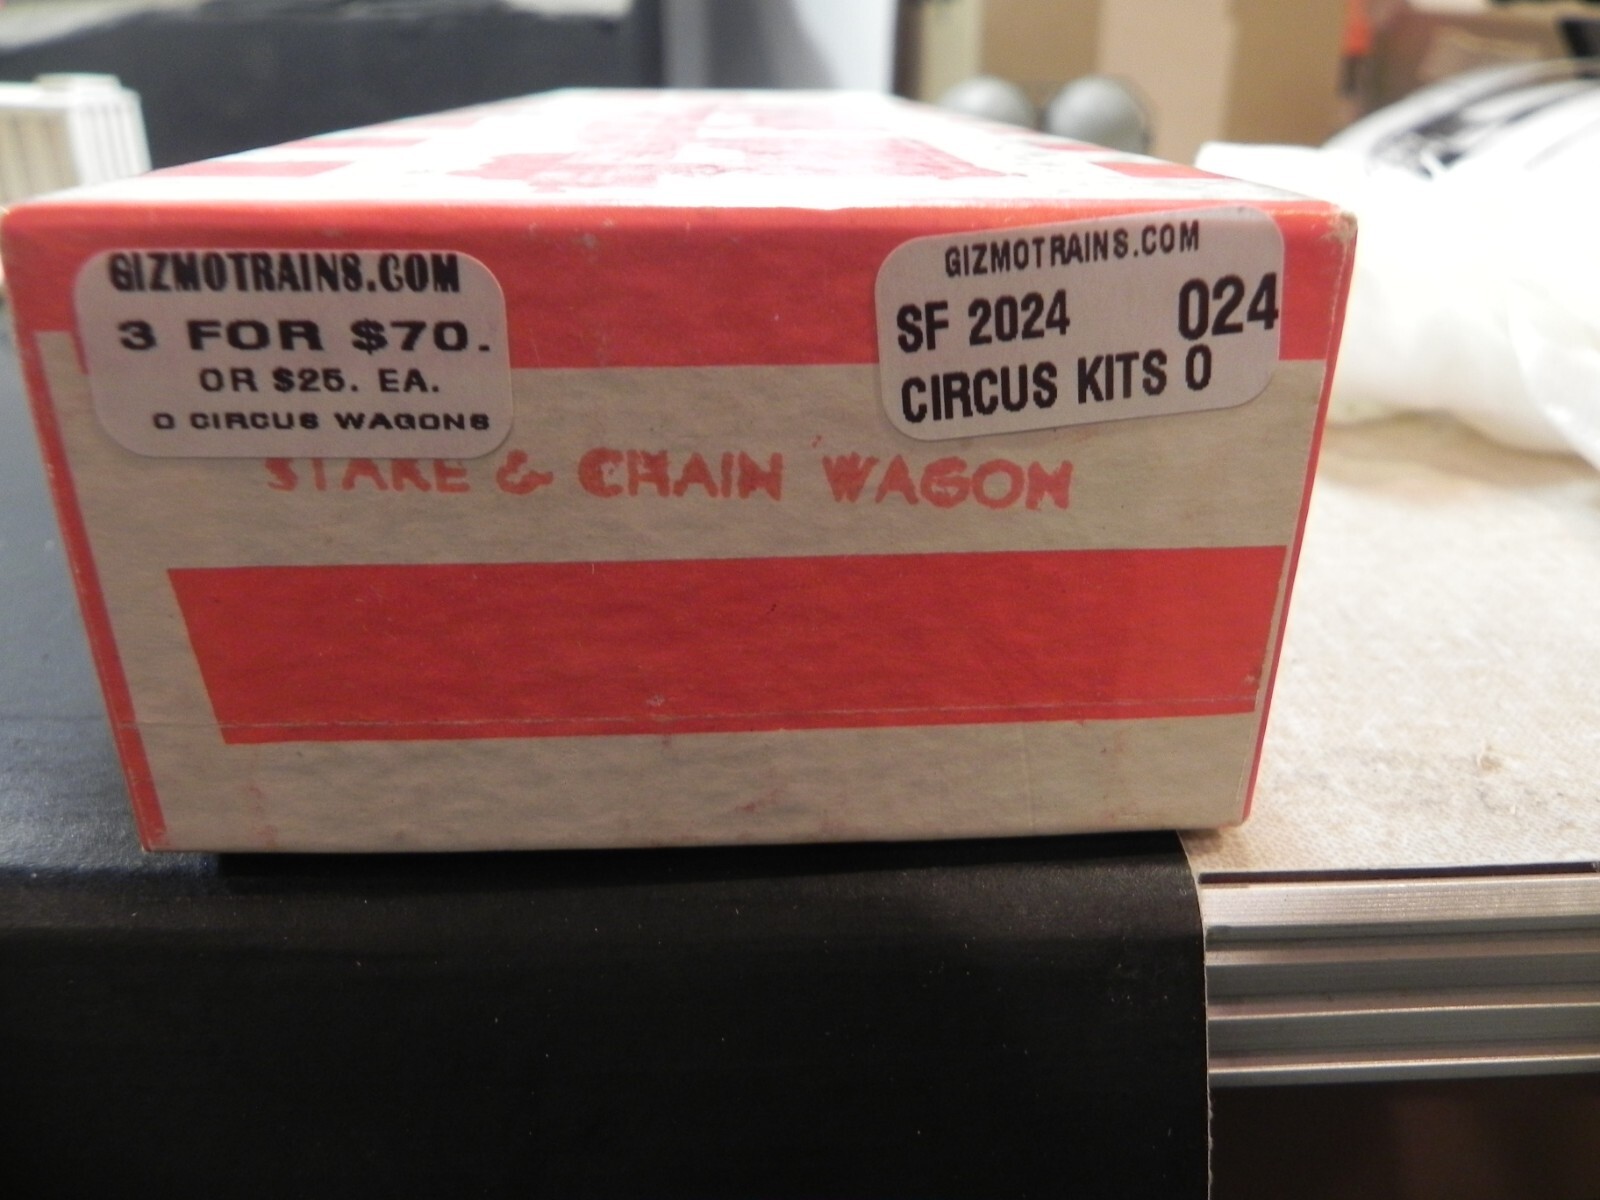 GIZMOTRAINS.COM
3 FOR $70.
OR $25. EA.
O CIRCUS WAGONS
GIZMOTRAINS.COM
SF 2024 024
CIRCUS KITS O
STAKE & CHAIN WAGON